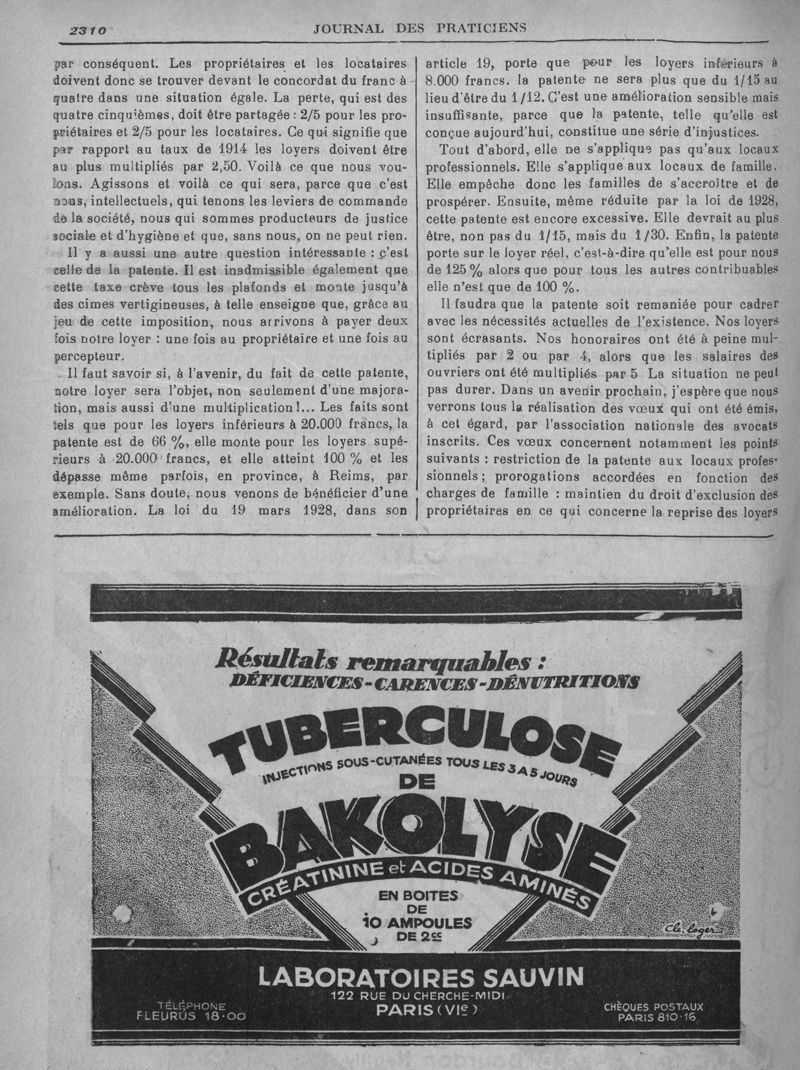 2310
JOURNAL DES PRATICIENS
par conséquent. Les propriétaires et les locataires
doivent donc se trouver devant le concordat du franc à
quatre dans une situation égale. La perte, qui est des
quatre cinquièmes, doit être partagée : 2/5 pour les pro-
priétaires et 2/5 pour les locataires. Ce qui signifie que
par rapport au taux de 1914 les loyers doivent être
au plus multipliés par 2,50. Voilà ce que nous vou-
lons. Agissons et voilà ce qui sera, parce que c'est
nous, intellectuels, qui tenons les leviers de commande
de la société, nous qui sommes producteurs de justice
sociale et d'hygiène et que, sans nous, on ne peut rien.
Il y a aussi une autre question intéressante : c'est
celle de la patente. Il est inadmissible également que
cette taxe crève tous les plafonds et monte jusqu'à
des cimes vertigineuses, à telle enseigne que, grâce au
jeu de cette imposition, nous arrivons à payer deux
fois notre loyer : une fois au propriétaire et une fois au
percepteur.
Il faut savoir si, à l'avenir, du fait de cette patente,
notre loyer sera l'objet, non seulement d'une majora-
tion, mais aussi d'une multiplication !... Les faits sont
tels que pour les loyers inférieurs à 20.000 francs, la
patente est de 66 %, elle monte pour les loyers supé-
rieurs à 20.000 francs, et elle atteint 100 % et les
dépasse même parfois, en province, à Reims, par
exemple. Sans doute, nous venons de bénéficier d'une
amélioration. La loi du 19 mars 1928, dans son
article 19, porte que pour les loyers inférieurs à
8.000 francs. la patente ne sera plus que du 1/15 au
lieu d'être du 1/12. C'est une amélioration sensible mais
insuffisante, parce que la patente, telle qu'elle est
conçue aujourd'hui, constitue une série d'injustices.
Tout d'abord, elle ne s'applique pas qu'aux locaux
professionnels. Elle s'applique aux locaux de famille.
Elle empêche donc les familles de s'accroître et de
prospérer. Ensuite, même réduite par la loi de 1928,
cette patente est encore excessive. Elle devrait au plus
être, non pas du 1/15, mais du 1/30. Enfin, la patente
porte sur le loyer réel, c'est-à-dire qu'elle est pour nous
de 125 % alors que pour tous les autres contribuables
elle n'est que de 100 %.
Il faudra que la patente soit remaniée pour cadrer
avec les nécessités actuelles de l'existence. Nos loyers
sont écrasants. Nos honoraires ont été à peine mul-
tipliés par 2 ou par 4, alors que les salaires des
ouvriers ont été multipliés par 5 La situation ne peut
pas durer. Dans un avenir prochain, j'espère que nous
verrons tous la réalisation des vœux qui ont été émis,
à cet égard, par l'association nationale des avocats
inscrits. Ces vœux concernent notamment les points
suivants : restriction de la patente aux locaux profes-
sionnels ; prorogations accordées en fonction des
charges de famille : maintien du droit d'exclusion des
propriétaires en ce qui concerne la reprise des loyers
Résultats remarquables :
DÉFICIENCES-CARENCES-DÉNUTRITIONS
TUBERCULOSE
INJECTIONS SOUS-CUTANÉES TOUS LES 3 A 5 JOURS
DE
BAKOLYSE
CRÉATININE et ACIDES AMINÉS
EN BOITES
DE
10 AMPOULES
DE 2cc
Ch. Loger
LABORATOIRES SAUVIN
122 RUE DU CHERCHE-MIDI
PARIS (VIe)
TÉLÉPHONE
FLEURUS 18-00
CHÈQUES POSTAUX
PARIS 810-16